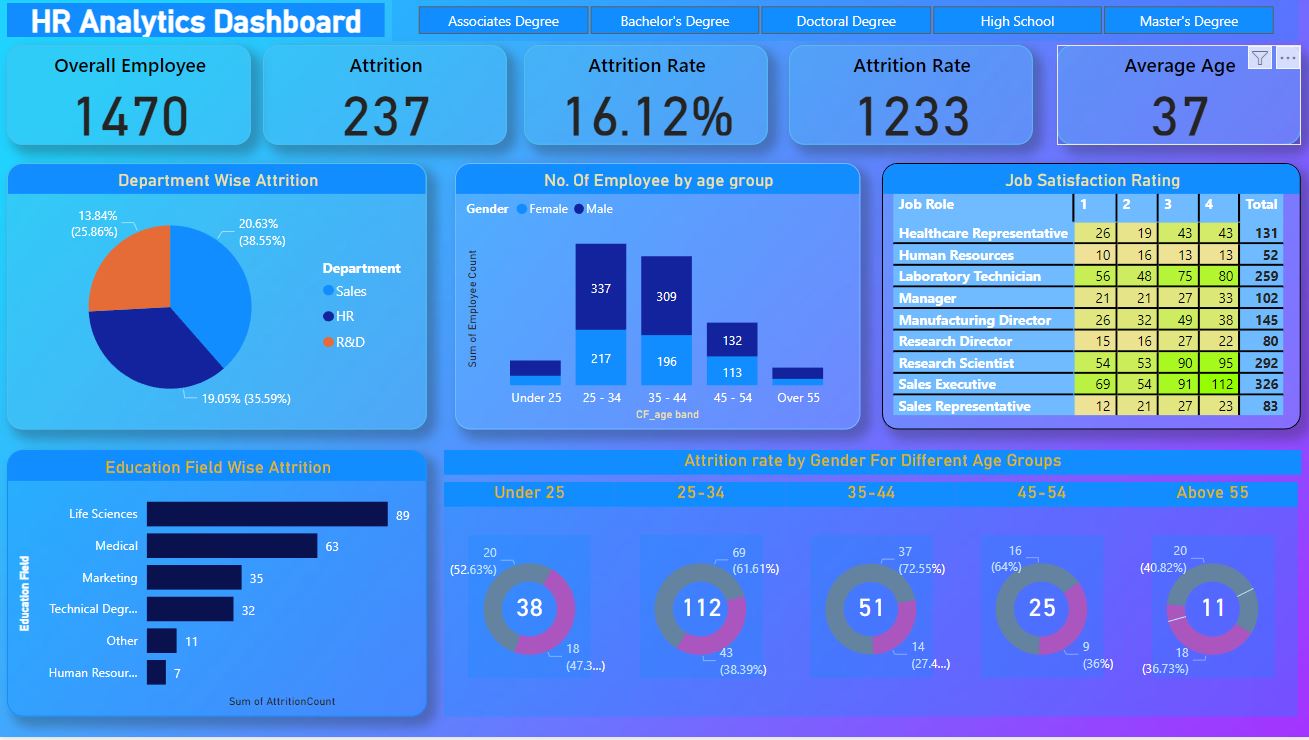 HR Analytics Dashboard
Associates Degree
Bachelor's Degree
Doctoral Degree
High School
Master's Degree
Overall Employee
1470
Attrition
237
Attrition Rate
16.12%
Attrition Rate
1233
Average Age
37
Department Wise Attrition
13.84%
(25.86%)
20.63%
(38.55%)
19.05% (35.59%)
Department
Sales
HR
R&D
No. Of Employee by age group
Gender Female Male
Sum of Employee Count
337
217
309
196
132
113
Under 25
25 - 34
35 - 44
45 - 54
Over 55
CF_age band
Job Satisfaction Rating
Job Role 1 2 3 4 Total
Healthcare Representative 26 19 43 43 131
Human Resources 10 16 13 13 52
Laboratory Technician 56 48 75 80 259
Manager 21 21 27 33 102
Manufacturing Director 26 32 49 38 145
Research Director 15 16 27 22 80
Research Scientist 54 53 90 95 292
Sales Executive 69 54 91 112 326
Sales Representative 12 21 27 23 83
Education Field Wise Attrition
Education Field
Life Sciences 89
Medical 63
Marketing 35
Technical Degr... 32
Other 11
Human Resour... 7
Sum of AttritionCount
Attrition rate by Gender For Different Age Groups
Under 25
25-34
35-44
45-54
Above 55
20
(52.63%)
38
18
(47.3...)
69
(61.61%)
112
43
(38.39%)
37
(72.55%)
51
14
(27.4...)
16
(64%)
25
9
(36%)
20
(40.82%)
11
18
(36.73%)